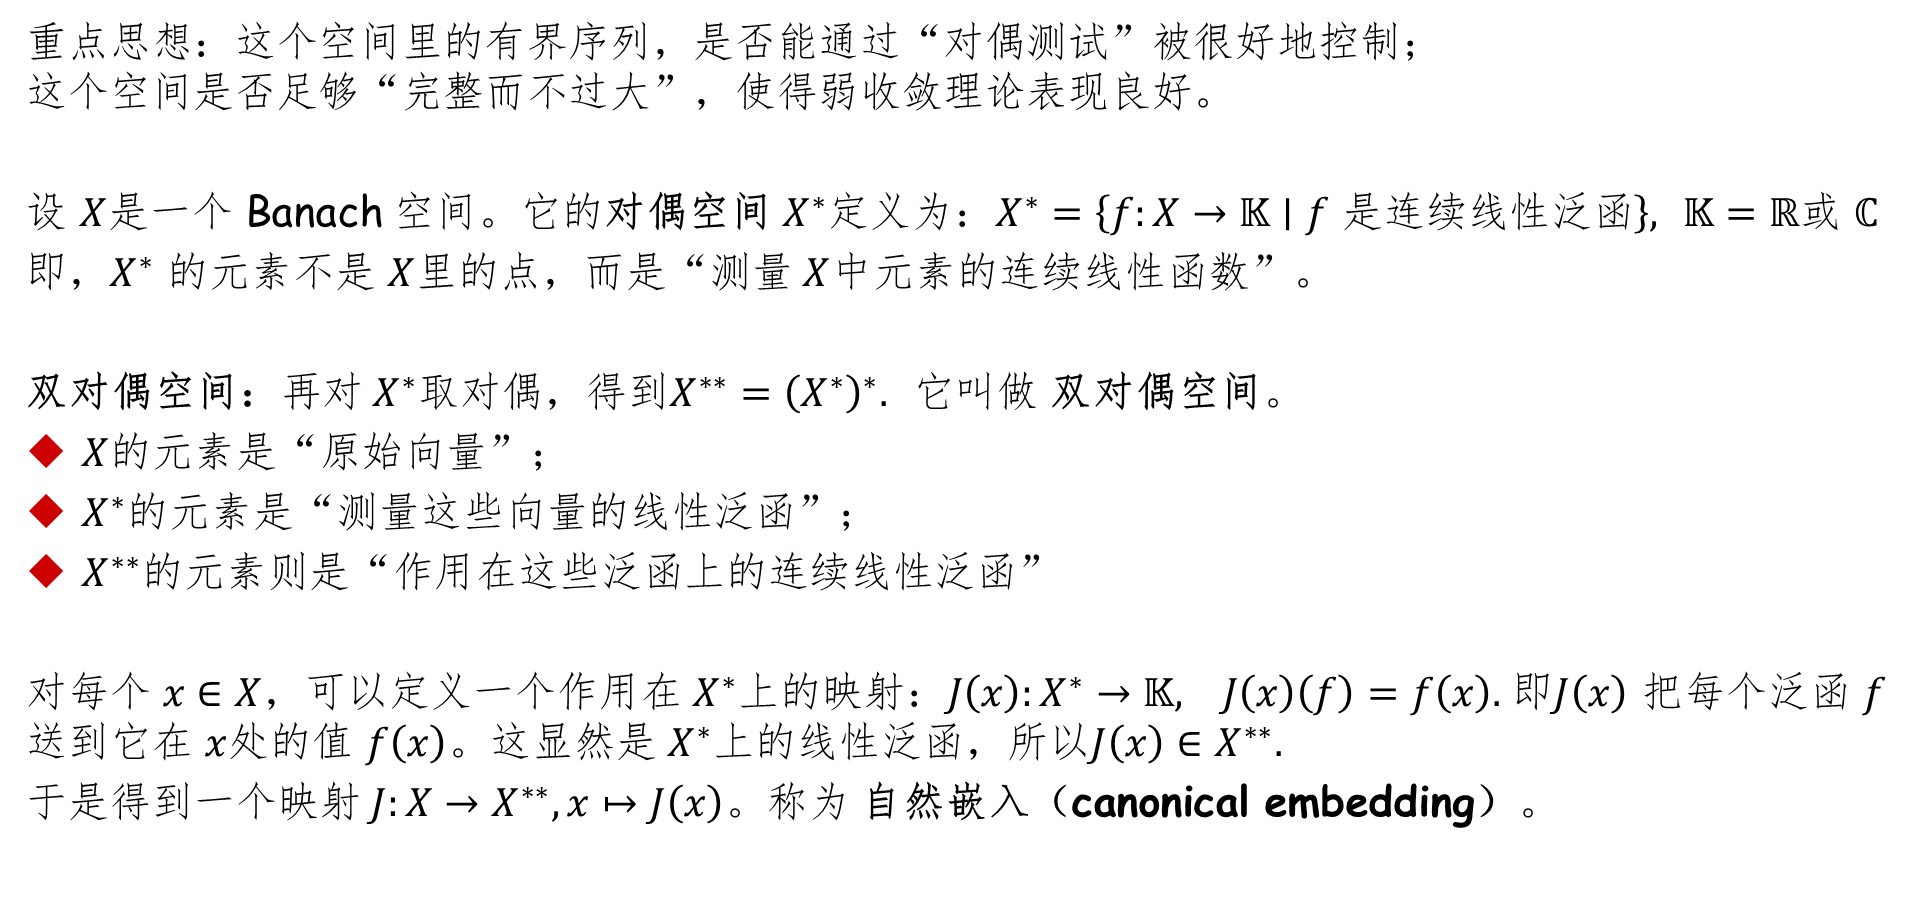 重点思想：这个空间里的有界序列，是否能通过“对偶测试”被很好地控制；
这个空间是否足够“完整而不过大”，使得弱收敛理论表现良好。
设 X是一个 Banach 空间。它的对偶空间 X*定义为：X* = {f: X → 𝕂 ∣ f 是连续线性泛函}, 𝕂 = ℝ或 ℂ
即，X* 的元素不是 X里的点，而是“测量 X中元素的连续线性函数”。
双对偶空间：再对 X*取对偶，得到X** = (X*)*. 它叫做 双对偶空间。
◆ X的元素是“原始向量”；
◆ X*的元素是“测量这些向量的线性泛函”；
◆ X**的元素则是“作用在这些泛函上的连续线性泛函”
对每个 x ∈ X，可以定义一个作用在 X*上的映射：J(x): X* → 𝕂, J(x)(f) = f(x). 即J(x) 把每个泛函 f
送到它在 x处的值 f(x)。这显然是 X*上的线性泛函，所以J(x) ∈ X**.
于是得到一个映射 J: X → X**, x ↦ J(x)。称为 自然嵌入（canonical embedding）。